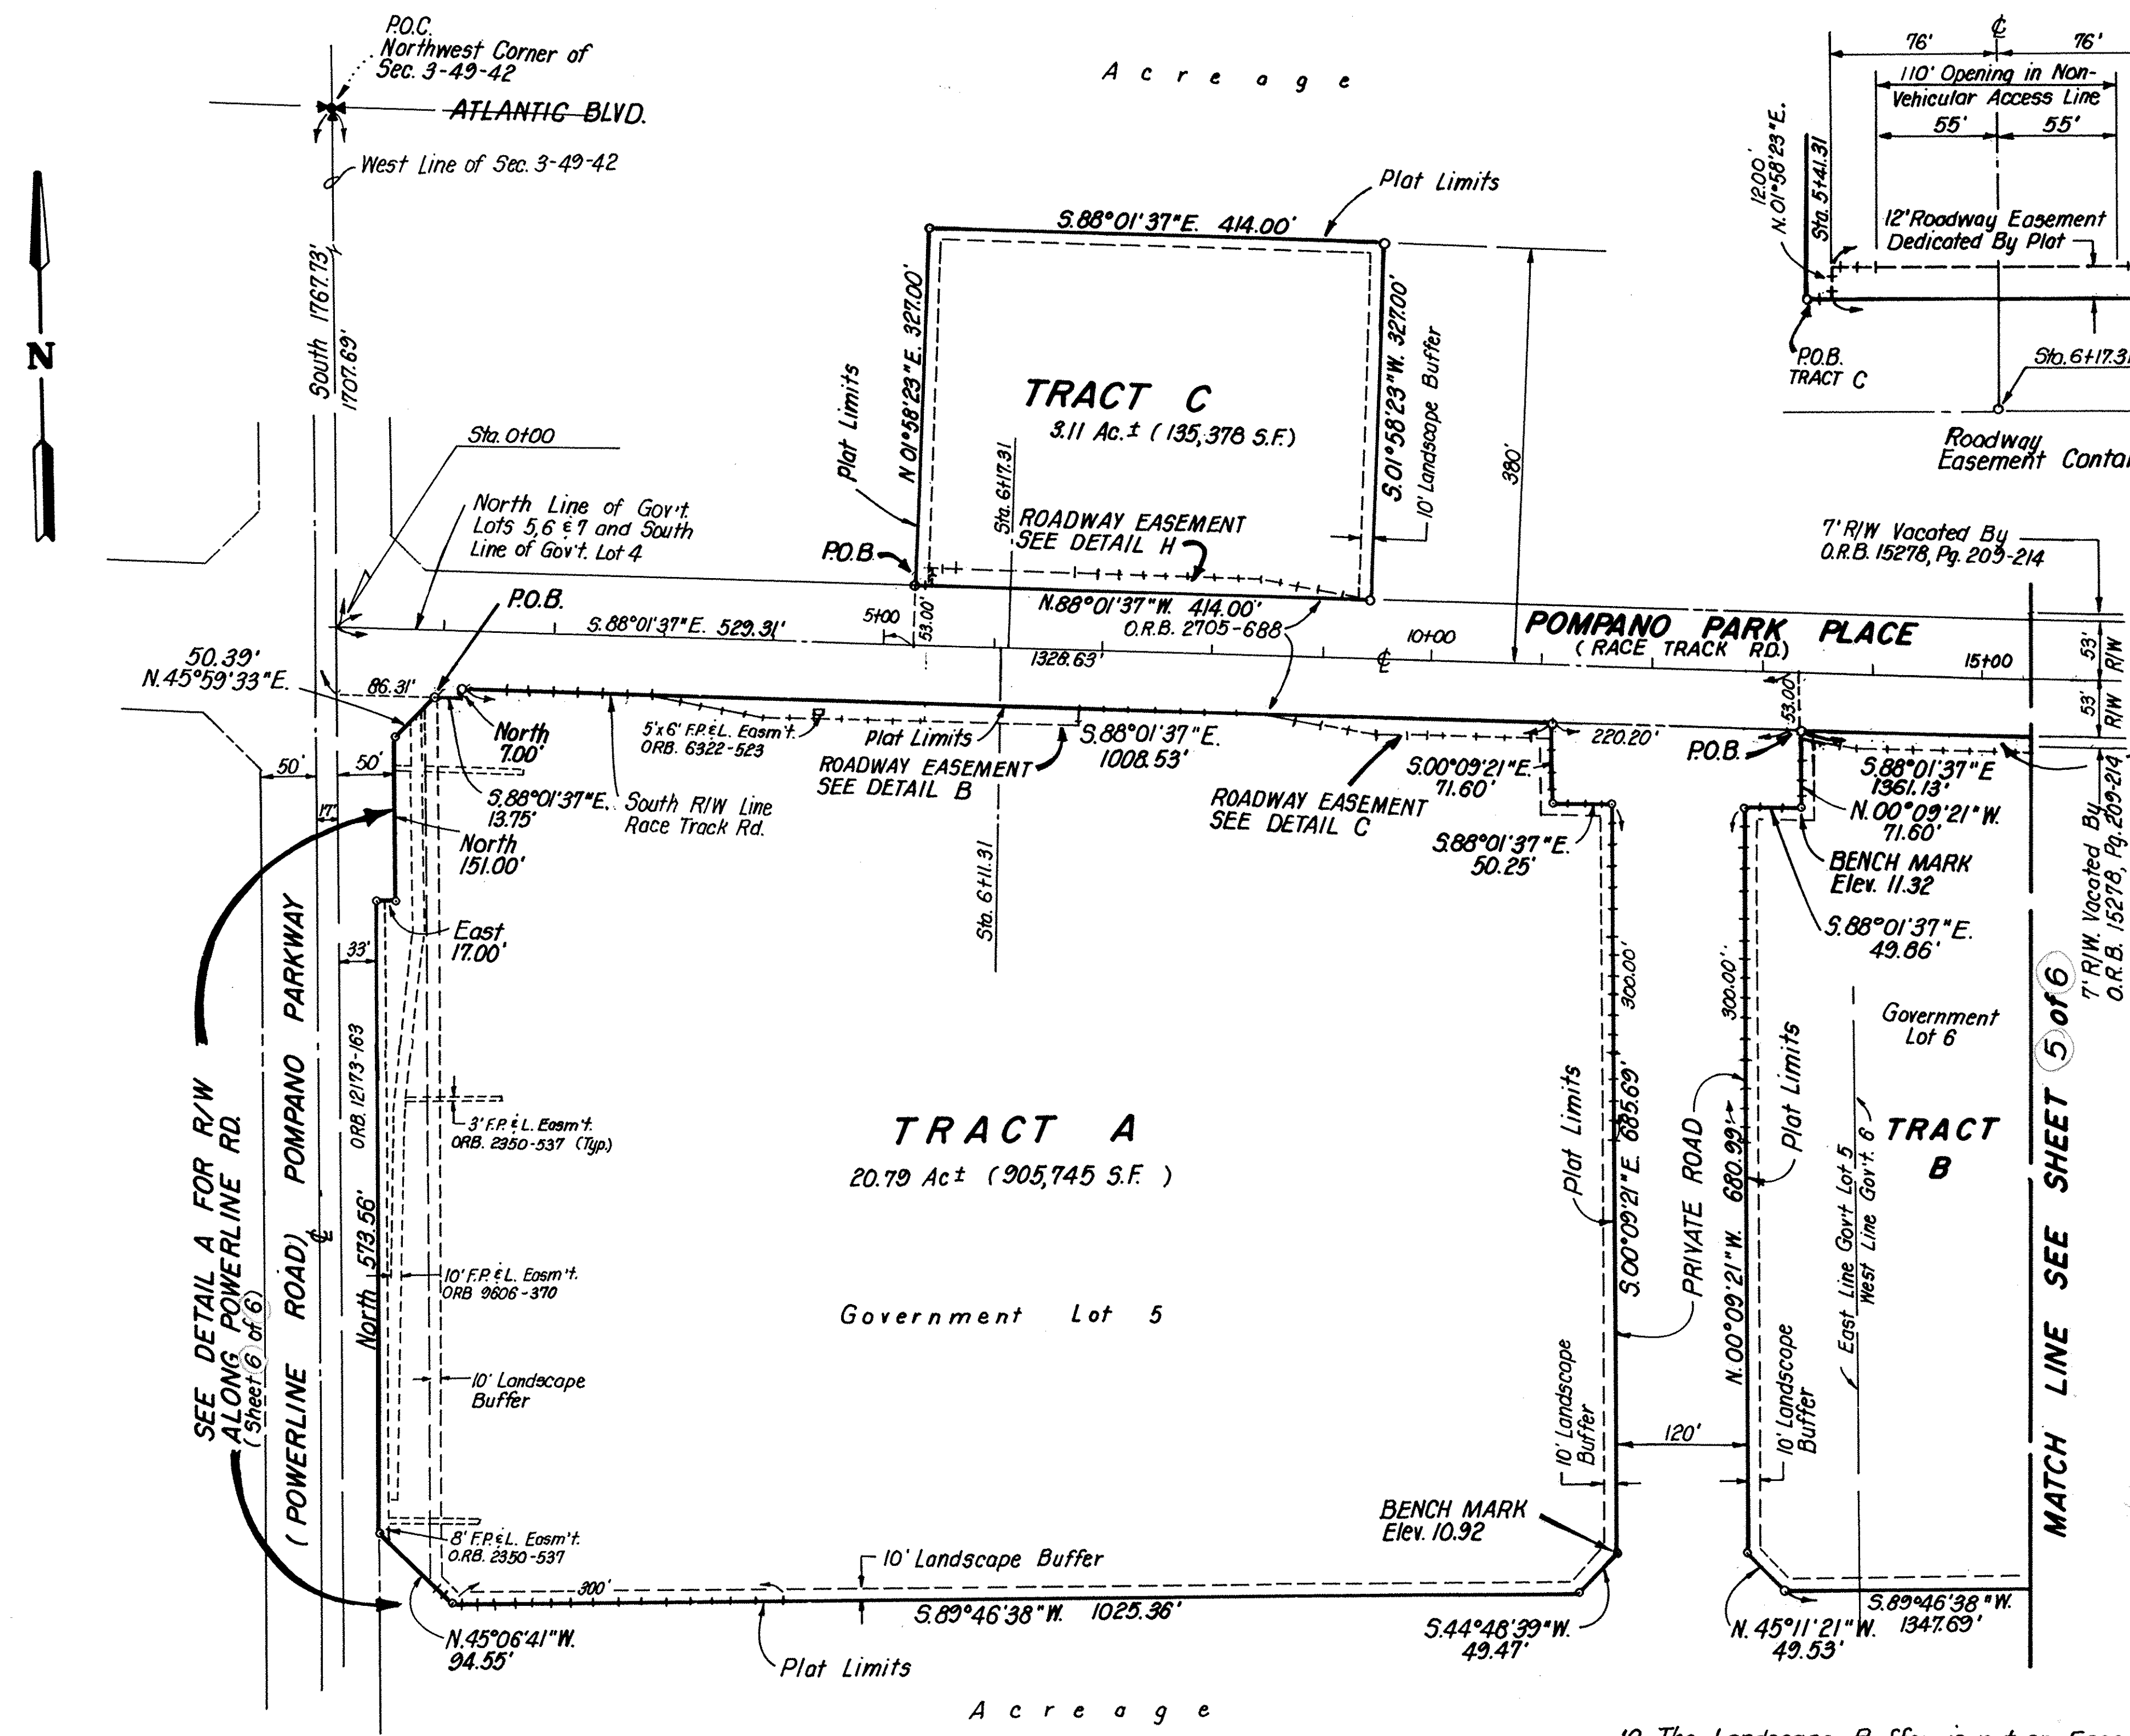 P.O.C.
Northwest Corner of
Sec. 3-49-42
ATLANTIC BLVD.
West Line of Sec. 3-49-42
Acreage
South 1767.73'
1707.69'
N
Sta. 0+00
North Line of Gov't.
Lots 5,6 & 7 and South
Line of Gov't. Lot 4
Plat Limits
S.88°01'37"E. 414.00'
Plat Limits
N 01°58'23"E. 327.00'
TRACT C
3.11 Ac.± (135,378 S.F.)
S.01°58'23"W. 327.00'
10' Landscape Buffer
380'
Sta. 6+17.31
ROADWAY EASEMENT
SEE DETAIL H
P.O.B.
N.88°01'37"W. 414.00'
O.R.B. 2705-688
76'
℄
76'
110' Opening in Non-
Vehicular Access Line
55'
55'
12.00'
N.01°58'23"E.
Sta. 5+41.31
12' Roadway Easement
Dedicated By Plat
P.O.B.
TRACT C
Sta. 6+17.31
Roadway
Easement
7' R/W Vacated By
O.R.B. 15278, Pg. 209-214
P.O.B.
S.88°01'37"E. 529.31'
5+00
53.00'
1328.63'
℄
10+00
POMPANO PARK PLACE
(RACE TRACK RD.)
15+00
53'
R/W
53'
R/W
50.39'
N.45°59'33"E.
86.31'
North
7.00'
5'x6' F.P.& L. Easm't.
ORB. 6322-523
Plat Limits
ROADWAY EASEMENT
SEE DETAIL B
S.88°01'37"E.
1008.53'
ROADWAY EASEMENT
SEE DETAIL C
S.00°09'21"E.
71.60'
220.20'
53.00'
P.O.B.
S.88°01'37"E
1361.13'
N.00°09'21"W.
71.60'
BENCH MARK
Elev. 11.32
S.88°01'37"E.
49.86'
S.88°01'37"E.
50.25'
7' R/W. Vacated By
O.R.B. 15278, Pg. 209-214
50'
50'
17'
S.88°01'37"E.
13.75'
South R/W Line
Race Track Rd.
North
151.00'
Sta. 6+11.31
East
17.00'
33'
ORB. 12173-163
North 573.56'
(POWERLINE ROAD) POMPANO PARKWAY
SEE DETAIL A FOR R/W
ALONG POWERLINE RD.
(Sheet 6 of 6)
3' F.P. & L. Easm't.
ORB. 2350-537 (Typ.)
TRACT A
20.79 Ac± (905,745 S.F.)
10' F.P. & L. Easm't.
ORB 9606-370
Government Lot 5
10' Landscape
Buffer
8' F.P. & L. Easm't.
O.R.B. 2350-537
300.00'
Plat Limits
S.00°09'21"E. 685.69'
PRIVATE ROAD
300.00'
N.00°09'21"W. 680.99'
Plat Limits
East Line Gov't Lot 5
West Line Gov't. 6
Government
Lot 6
TRACT
B
10' Landscape
Buffer
120'
10' Landscape
Buffer
MATCH LINE SEE SHEET 5 of 6
BENCH MARK
Elev. 10.92
10' Landscape Buffer
300'
S.89°46'38"W. 1025.36'
N.45°06'41"W.
94.55'
Plat Limits
S.44°48'39"W.
49.47'
N.45°11'21"W.
49.53'
S.89°46'38"W.
1347.69'
Acreage
The Landscape Buffer is not an